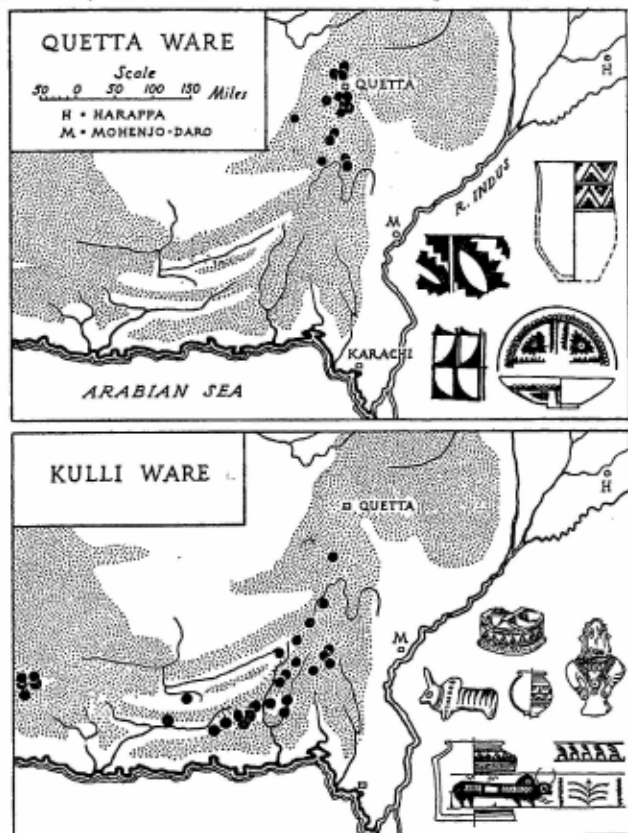 QUETTA WARE
Scale
50 0 50 100 150 Miles
H = HARAPPA
M = MOHENJO-DARO
QUETTA
H
R. INDUS
M
KARACHI
ARABIAN SEA
KULLI WARE
QUETTA
H
M